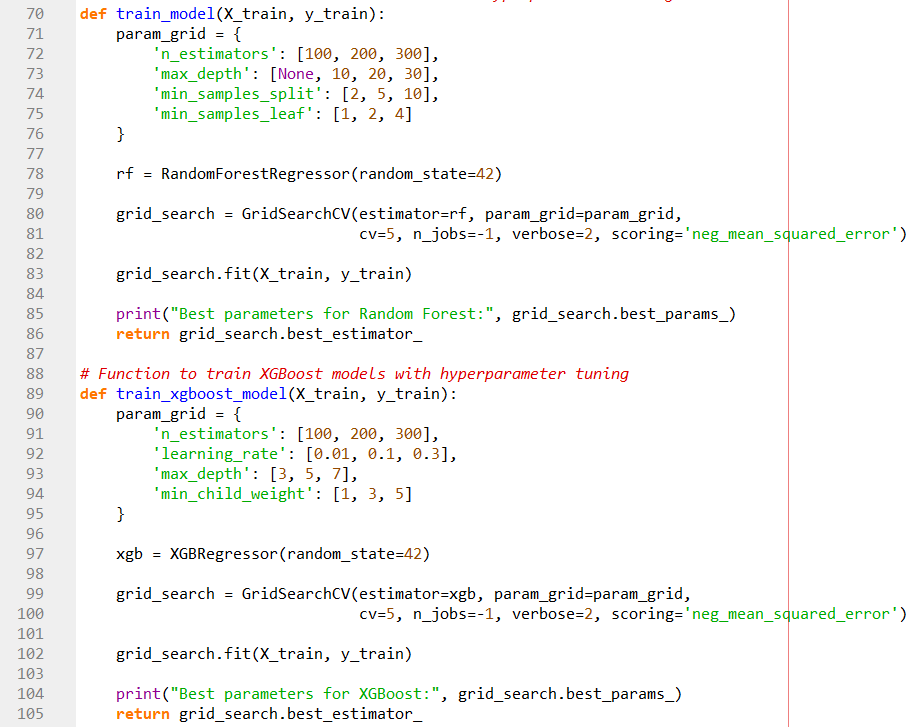 70 def train_model(X_train, y_train):
71     param_grid = {
72         'n_estimators': [100, 200, 300],
73         'max_depth': [None, 10, 20, 30],
74         'min_samples_split': [2, 5, 10],
75         'min_samples_leaf': [1, 2, 4]
76     }
77
78     rf = RandomForestRegressor(random_state=42)
79
80     grid_search = GridSearchCV(estimator=rf, param_grid=param_grid,
81                                cv=5, n_jobs=-1, verbose=2, scoring='neg_mean_squared_error')
82
83     grid_search.fit(X_train, y_train)
84
85     print("Best parameters for Random Forest:", grid_search.best_params_)
86     return grid_search.best_estimator_
87
88 # Function to train XGBoost models with hyperparameter tuning
89 def train_xgboost_model(X_train, y_train):
90     param_grid = {
91         'n_estimators': [100, 200, 300],
92         'learning_rate': [0.01, 0.1, 0.3],
93         'max_depth': [3, 5, 7],
94         'min_child_weight': [1, 3, 5]
95     }
96
97     xgb = XGBRegressor(random_state=42)
98
99     grid_search = GridSearchCV(estimator=xgb, param_grid=param_grid,
100                                cv=5, n_jobs=-1, verbose=2, scoring='neg_mean_squared_error')
101
102     grid_search.fit(X_train, y_train)
103
104     print("Best parameters for XGBoost:", grid_search.best_params_)
105     return grid_search.best_estimator_